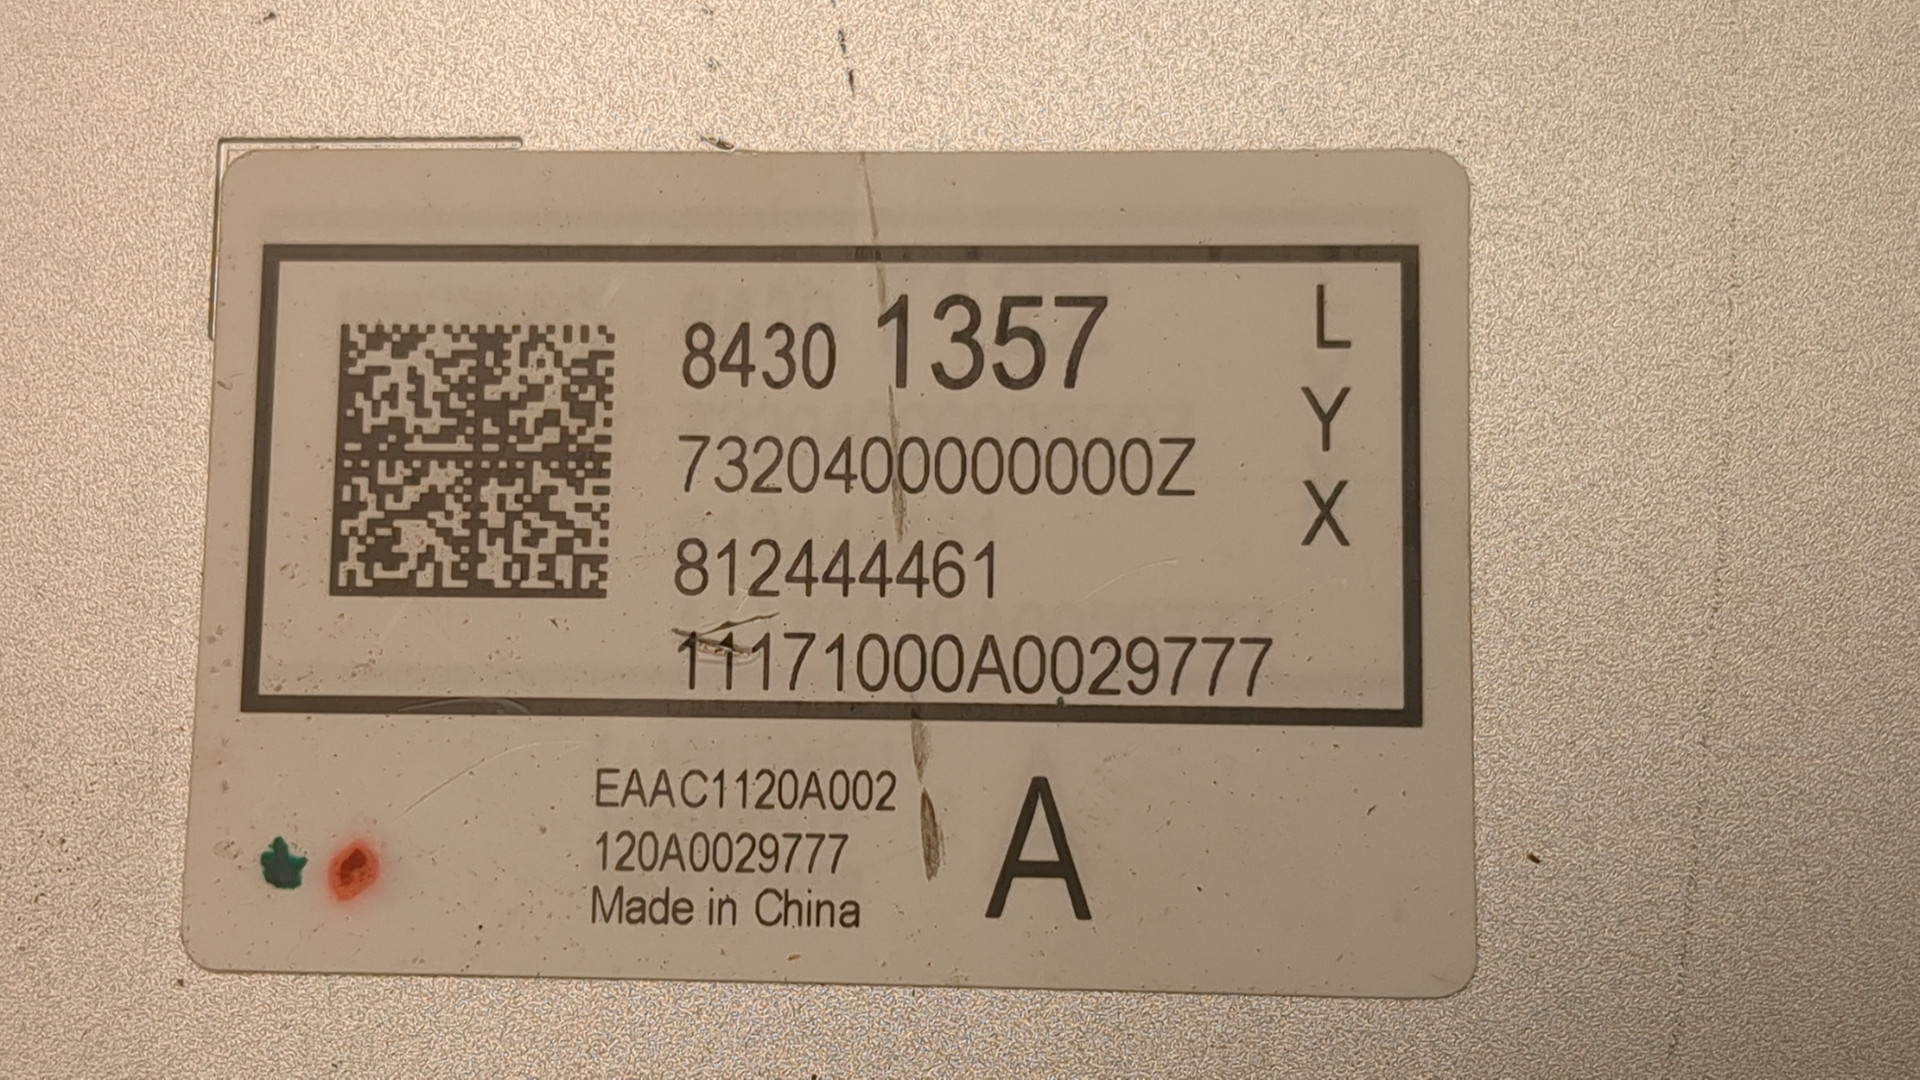 8430 1357
7320400000000Z
812444461
11171000A0029777
L
Y
X
EAAC1120A002
120A0029777
Made in China
A